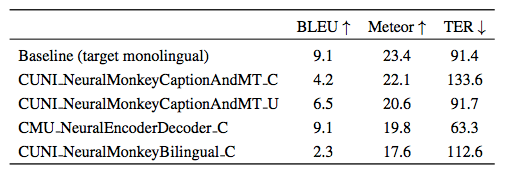 BLEU ↑ Meteor ↑ TER ↓
Baseline (target monolingual) 9.1 23.4 91.4
CUNI_NeuralMonkeyCaptionAndMT_C 4.2 22.1 133.6
CUNI_NeuralMonkeyCaptionAndMT_U 6.5 20.6 91.7
CMU_NeuralEncoderDecoder_C 9.1 19.8 63.3
CUNI_NeuralMonkeyBilingual_C 2.3 17.6 112.6